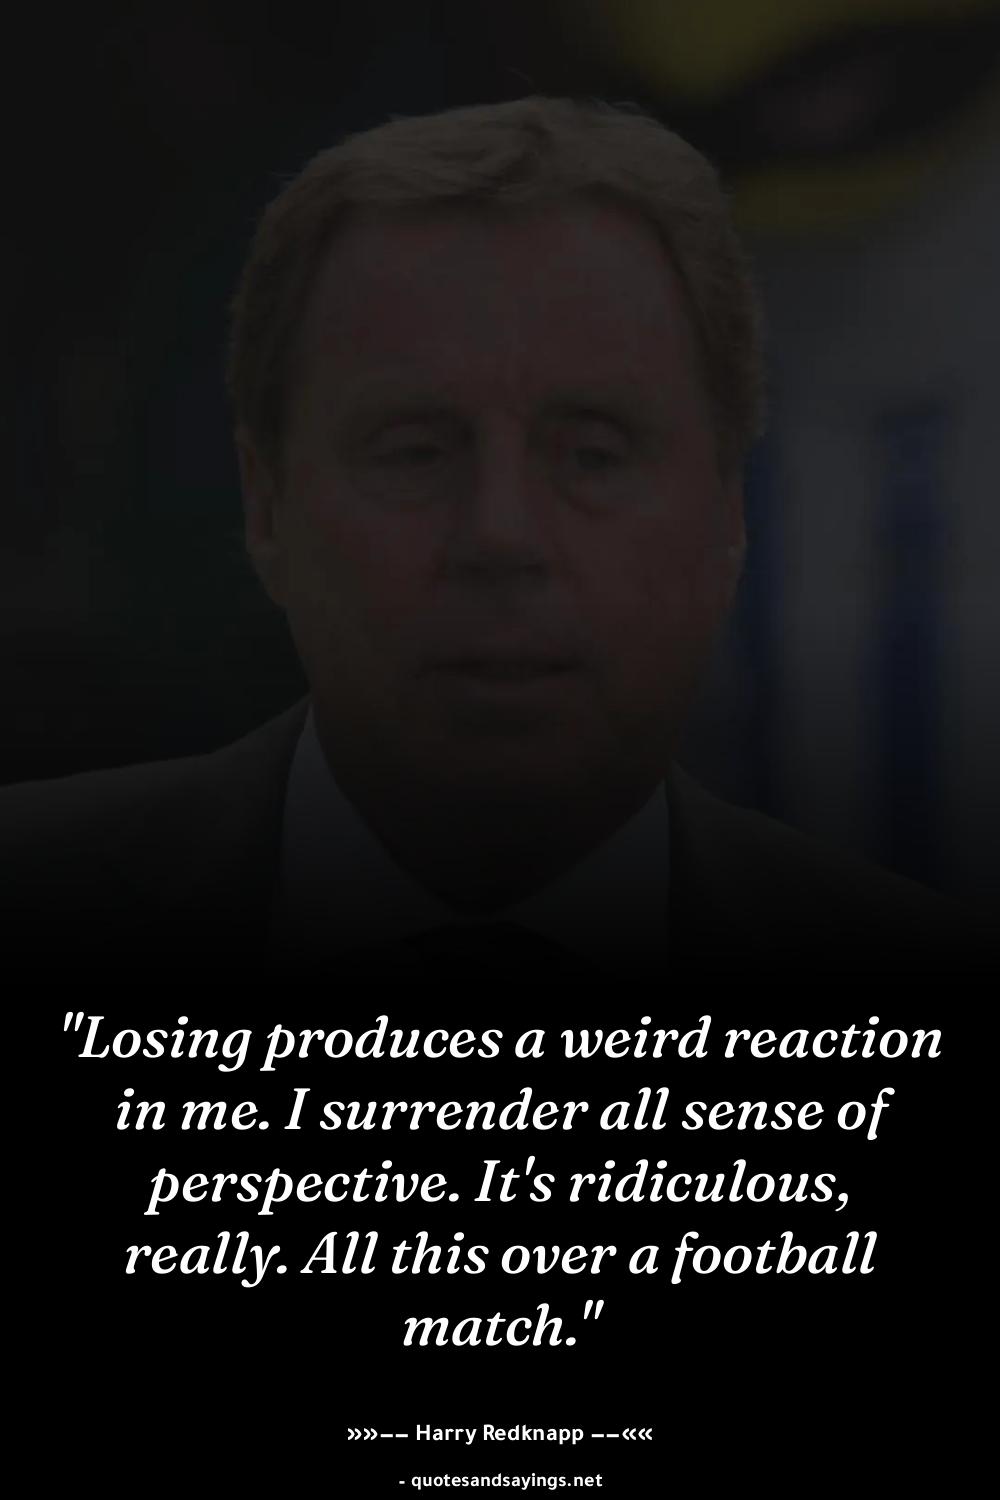 "Losing produces a weird reaction
in me. I surrender all sense of
perspective. It's ridiculous,
really. All this over a football
match."
»»–– Harry Redknapp ––««
- quotesandsayings.net